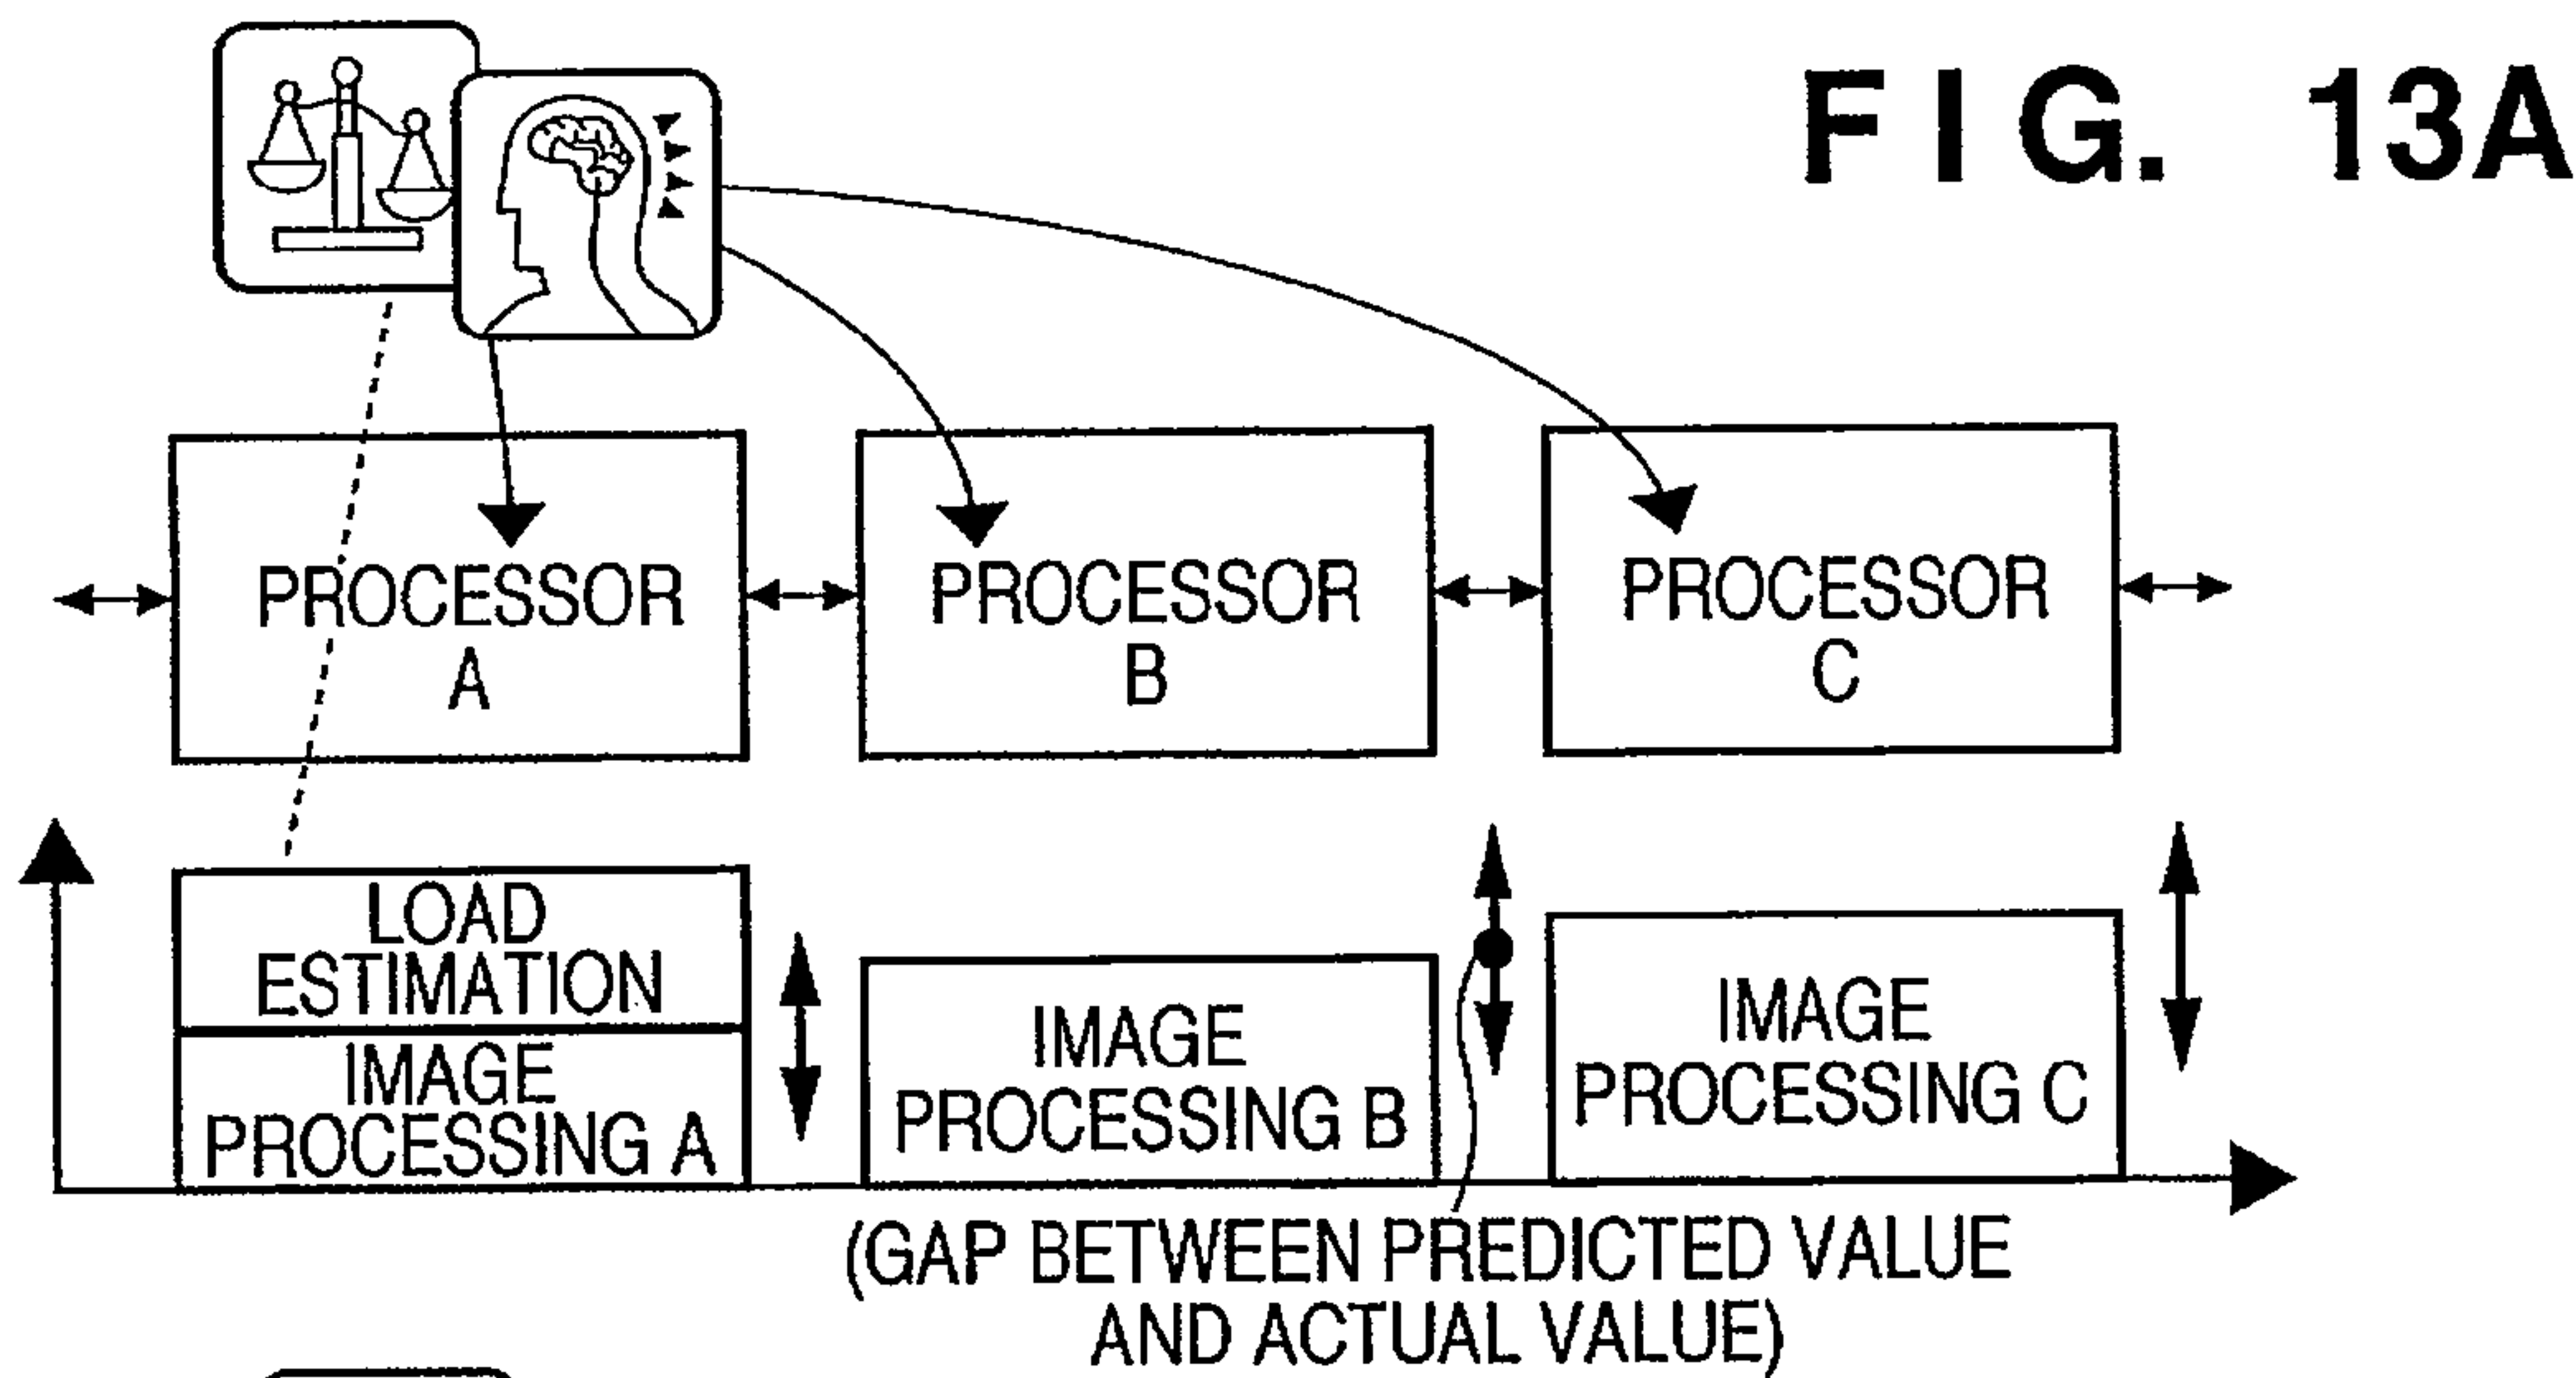 FIG. 13A
PROCESSOR
A
PROCESSOR
B
PROCESSOR
C
LOAD
ESTIMATION
IMAGE
PROCESSING A
IMAGE
PROCESSING B
IMAGE
PROCESSING C
(GAP BETWEEN PREDICTED VALUE
AND ACTUAL VALUE)